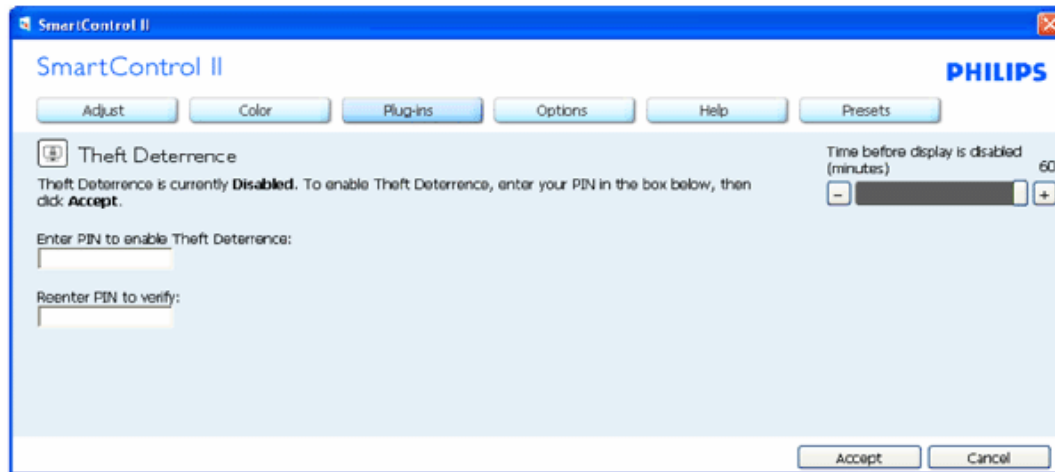 SmartControl II
SmartControl II
PHILIPS
Adjust Color Plug-ins Options Help Presets
Theft Deterrence
Theft Deterrence is currently Disabled. To enable Theft Deterrence, enter your PIN in the box below, then
click Accept.
Time before display is disabled
(minutes) 60
- +
Enter PIN to enable Theft Deterrence:
Reenter PIN to verify:
Accept Cancel